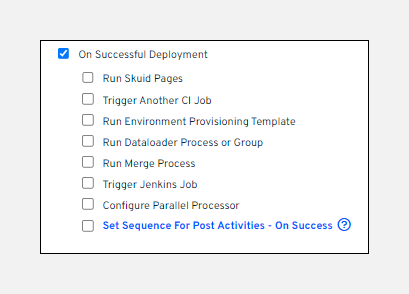 On Successful Deployment
Run Skuid Pages
Trigger Another CI Job
Run Environment Provisioning Template
Run Dataloader Process or Group
Run Merge Process
Trigger Jenkins Job
Configure Parallel Processor
Set Sequence For Post Activities - On Success ?